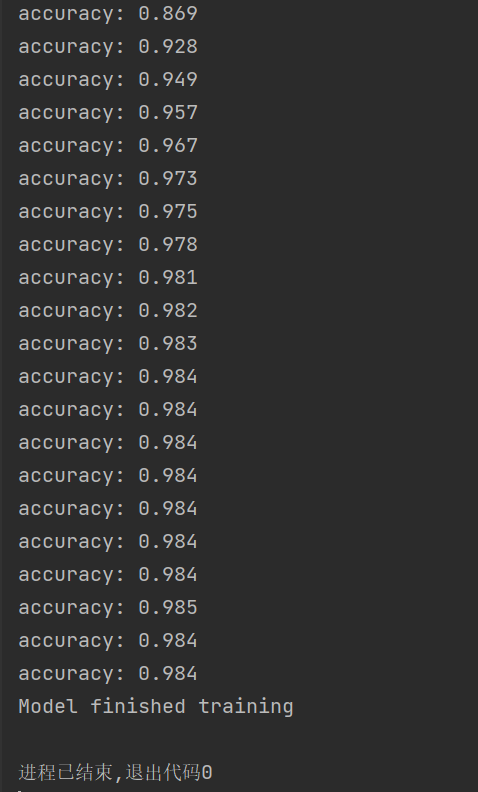 accuracy: 0.869
accuracy: 0.928
accuracy: 0.949
accuracy: 0.957
accuracy: 0.967
accuracy: 0.973
accuracy: 0.975
accuracy: 0.978
accuracy: 0.981
accuracy: 0.982
accuracy: 0.983
accuracy: 0.984
accuracy: 0.984
accuracy: 0.984
accuracy: 0.984
accuracy: 0.984
accuracy: 0.984
accuracy: 0.984
accuracy: 0.985
accuracy: 0.984
accuracy: 0.984
Model finished training
进程已结束,退出代码0